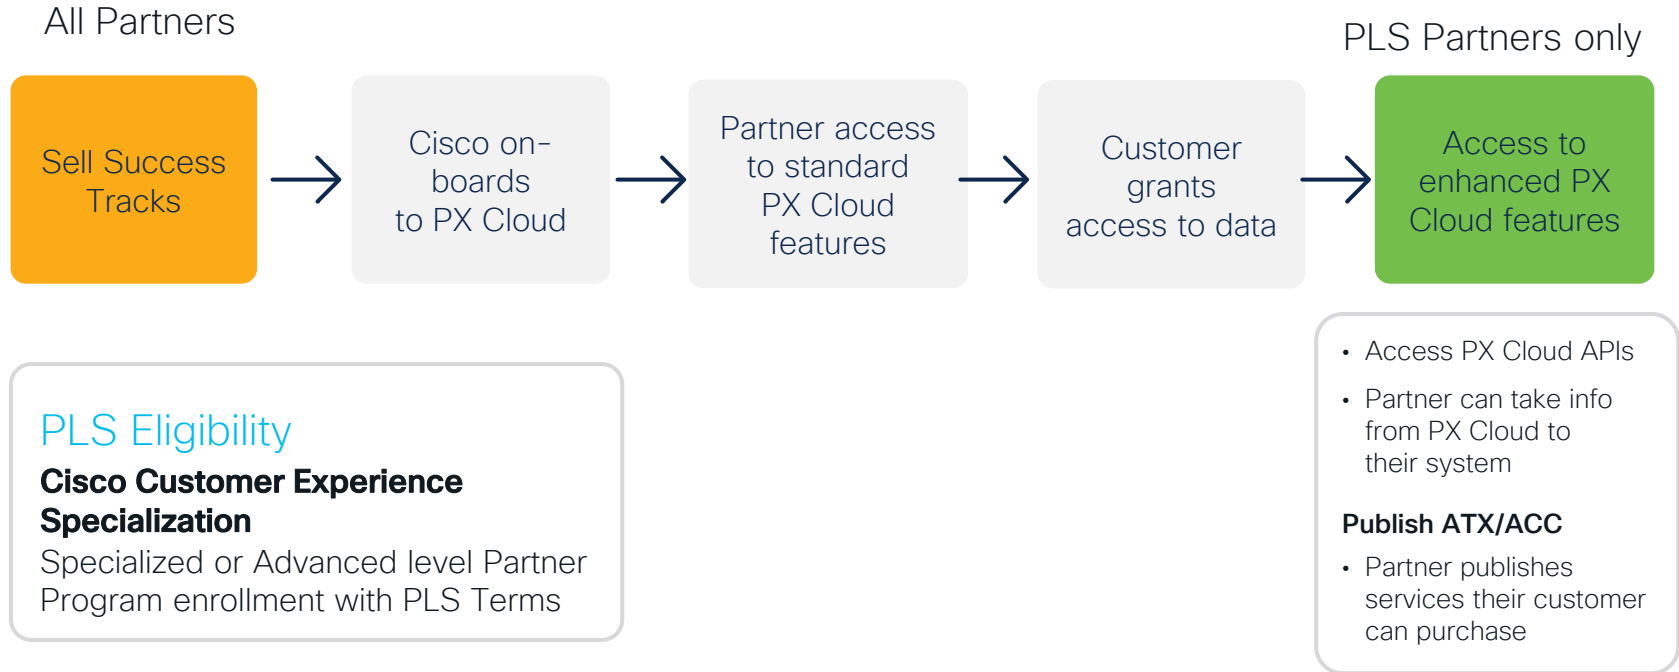 All Partners
PLS Partners only
Sell Success
Tracks
Cisco on-
boards
to PX Cloud
Partner access
to standard
PX Cloud
features
Customer
grants
access to data
Access to
enhanced PX
Cloud features
PLS Eligibility
Cisco Customer Experience
Specialization
Specialized or Advanced level Partner
Program enrollment with PLS Terms
• Access PX Cloud APIs
• Partner can take info
from PX Cloud to
their system
Publish ATX/ACC
• Partner publishes
services their customer
can purchase